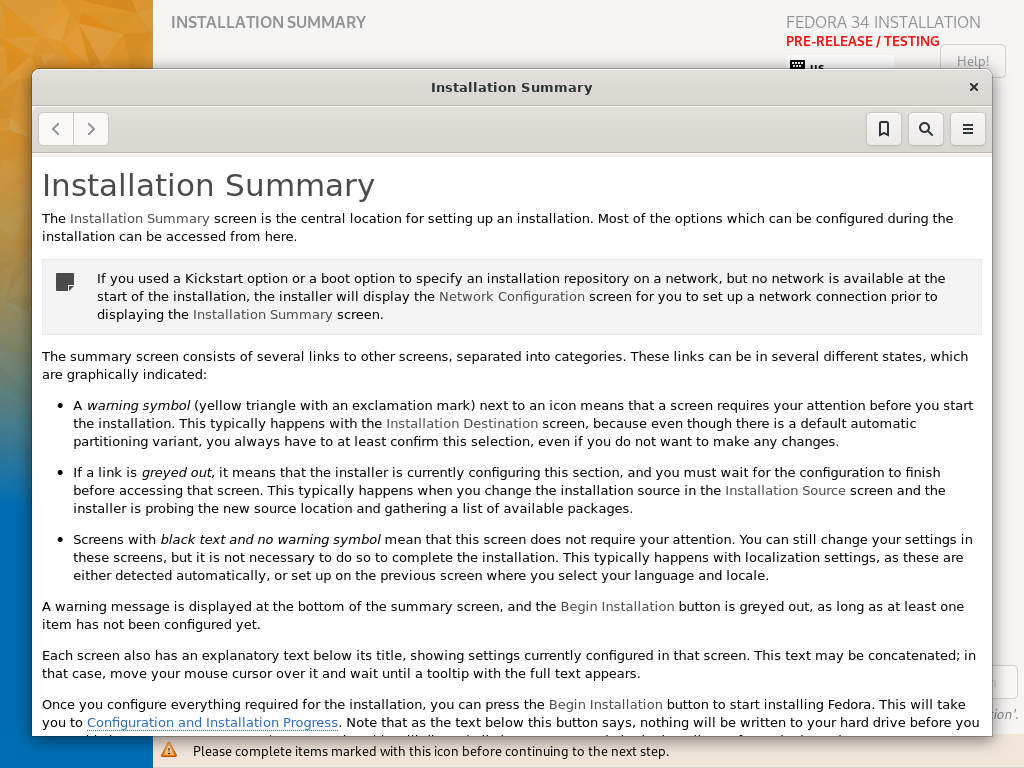 INSTALLATION SUMMARY
FEDORA 34 INSTALLATION
PRE-RELEASE / TESTING
us
Help!
Installation Summary
Installation Summary
The Installation Summary screen is the central location for setting up an installation. Most of the options which can be configured during the
installation can be accessed from here.
If you used a Kickstart option or a boot option to specify an installation repository on a network, but no network is available at the
start of the installation, the installer will display the Network Configuration screen for you to set up a network connection prior to
displaying the Installation Summary screen.
The summary screen consists of several links to other screens, separated into categories. These links can be in several different states, which
are graphically indicated:
• A warning symbol (yellow triangle with an exclamation mark) next to an icon means that a screen requires your attention before you start
the installation. This typically happens with the Installation Destination screen, because even though there is a default automatic
partitioning variant, you always have to at least confirm this selection, even if you do not want to make any changes.
• If a link is greyed out, it means that the installer is currently configuring this section, and you must wait for the configuration to finish
before accessing that screen. This typically happens when you change the installation source in the Installation Source screen and the
installer is probing the new source location and gathering a list of available packages.
• Screens with black text and no warning symbol mean that this screen does not require your attention. You can still change your settings in
these screens, but it is not necessary to do so to complete the installation. This typically happens with localization settings, as these are
either detected automatically, or set up on the previous screen where you select your language and locale.
A warning message is displayed at the bottom of the summary screen, and the Begin Installation button is greyed out, as long as at least one
item has not been configured yet.
Each screen also has an explanatory text below its title, showing settings currently configured in that screen. This text may be concatenated; in
that case, move your mouse cursor over it and wait until a tooltip with the full text appears.
Once you configure everything required for the installation, you can press the Begin Installation button to start installing Fedora. This will take
you to Configuration and Installation Progress. Note that as the text below this button says, nothing will be written to your hard drive before you
ion'.
Please complete items marked with this icon before continuing to the next step.